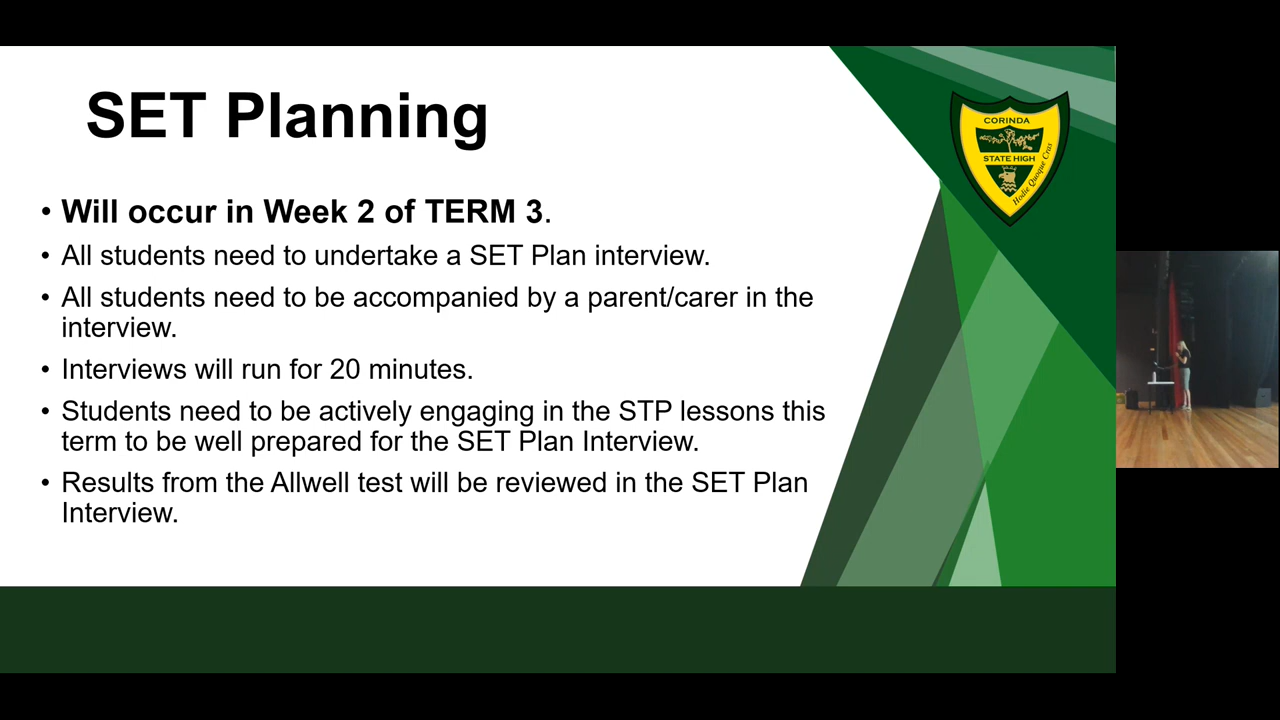 SET Planning
• Will occur in Week 2 of TERM 3.
• All students need to undertake a SET Plan interview.
• All students need to be accompanied by a parent/carer in the
interview.
• Interviews will run for 20 minutes.
• Students need to be actively engaging in the STP lessons this
term to be well prepared for the SET Plan Interview.
• Results from the Allwell test will be reviewed in the SET Plan
Interview.
CORINDA
STATE HIGH
Hodie Quoque Cras